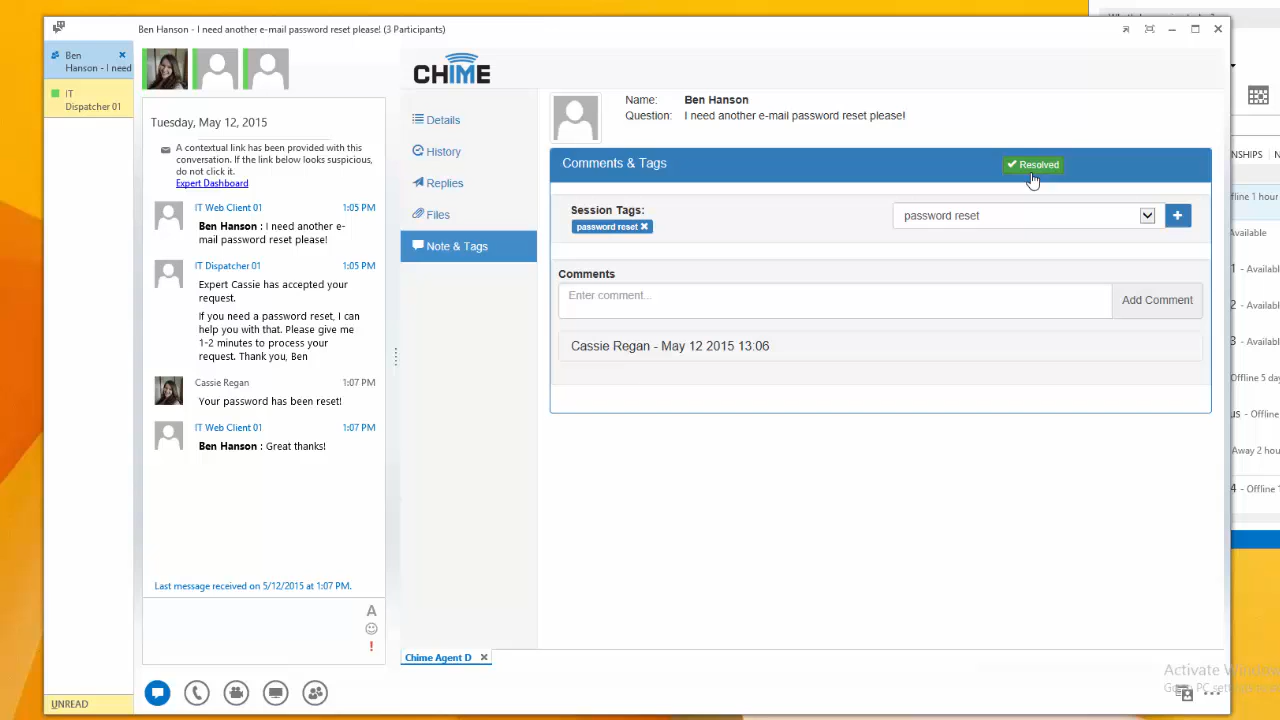 Ben Hanson - I need another e-mail password reset please! (3 Participants)
Ben
Hanson - I need
IT
Dispatcher 01
UNREAD
Tuesday, May 12, 2015
A contextual link has been provided with this
conversation. If the link below looks suspicious,
do not click it.
Expert Dashboard
IT Web Client 01 1:05 PM
Ben Hanson : I need another e-
mail password reset please!
IT Dispatcher 01 1:05 PM
Expert Cassie has accepted your
request.
If you need a password reset, I can
help you with that. Please give me
1-2 minutes to process your
request. Thank you, Ben
Cassie Regan 1:07 PM
Your password has been reset!
IT Web Client 01 1:07 PM
Ben Hanson : Great thanks!
Last message received on 5/12/2015 at 1:07 PM.
A
!
CHIME
Details
History
Replies
Files
Note & Tags
Chime Agent D
Name: Ben Hanson
Question: I need another e-mail password reset please!
Comments & Tags
Resolved
Session Tags:
password reset
password reset
+
Comments
Enter comment...
Add Comment
Cassie Regan - May 12 2015 13:06
NSHIPS
ffline 1 hour
vailable
1 - Availab
2 - Availab
3 - Availab
Offline 5 day
us - Offline
Away 2 hou
4 - Offline 1
Activate Window